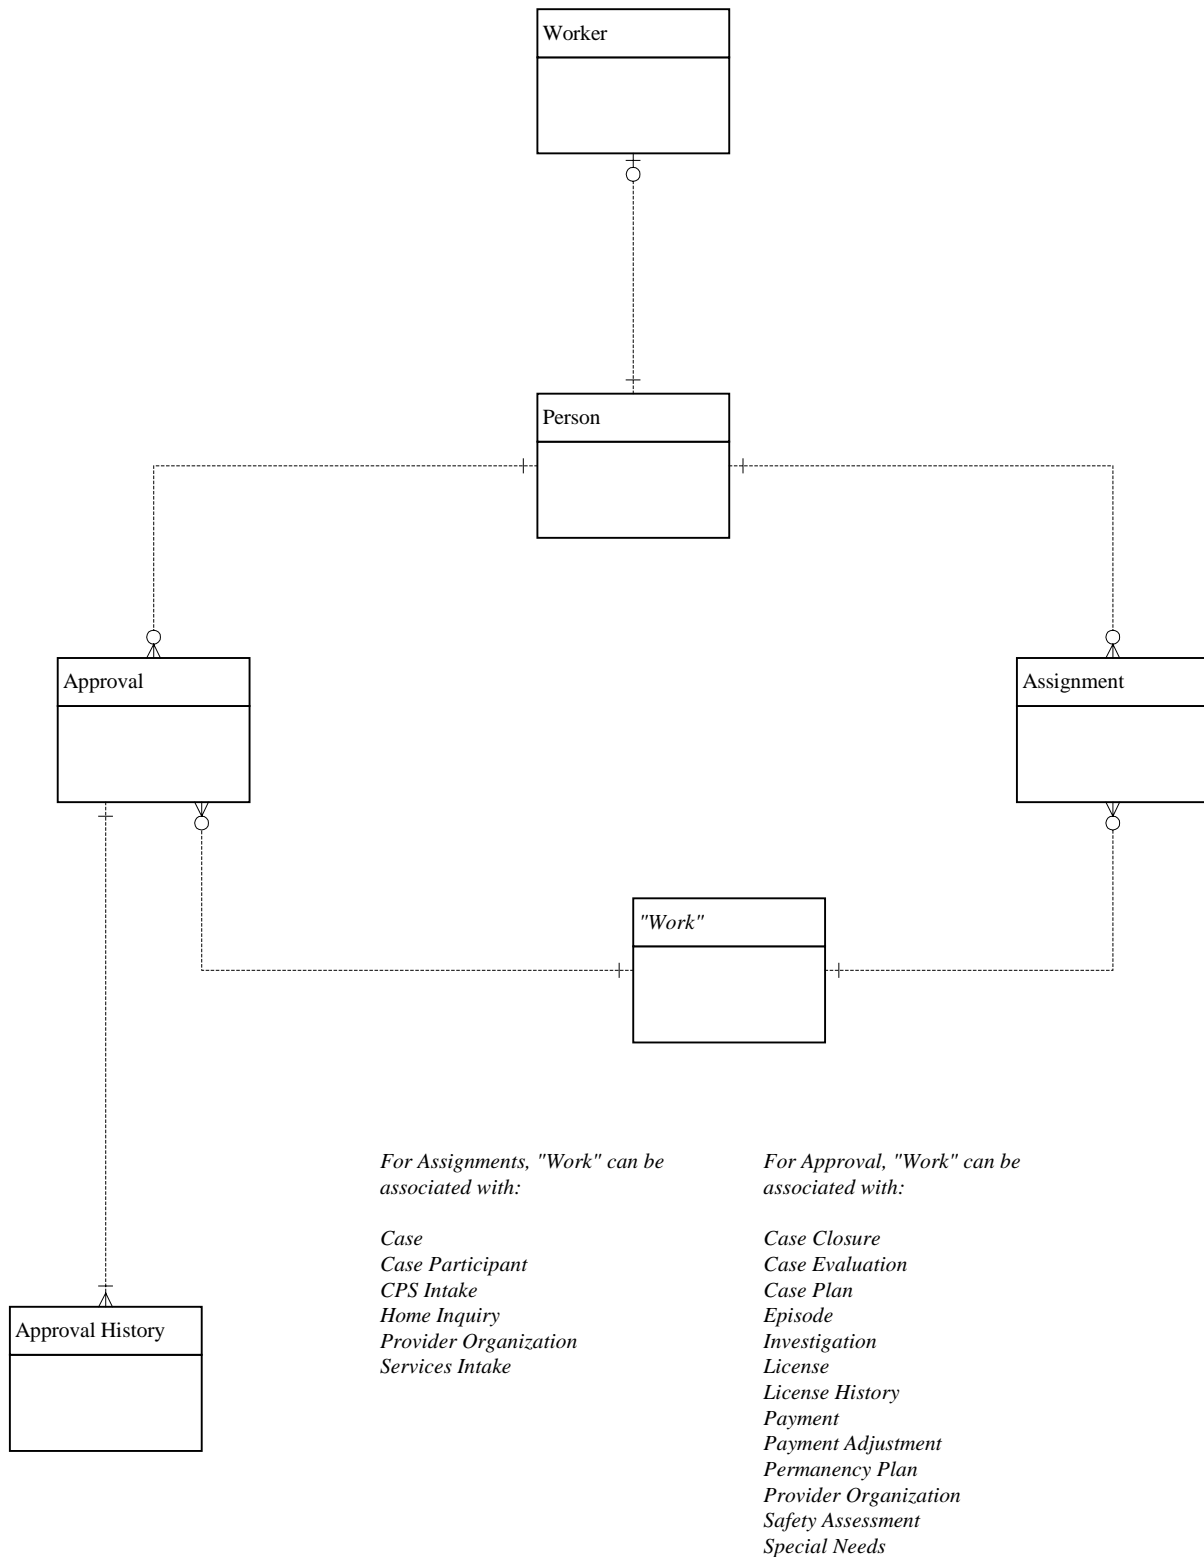 Worker
Person
Approval
Assignment
"Work"
For Assignments, "Work" can be
associated with:
Case
Case Participant
CPS Intake
Home Inquiry
Provider Organization
Services Intake
For Approval, "Work" can be
associated with:
Case Closure
Case Evaluation
Case Plan
Episode
Investigation
License
License History
Payment
Payment Adjustment
Permanency Plan
Provider Organization
Safety Assessment
Special Needs
Approval History